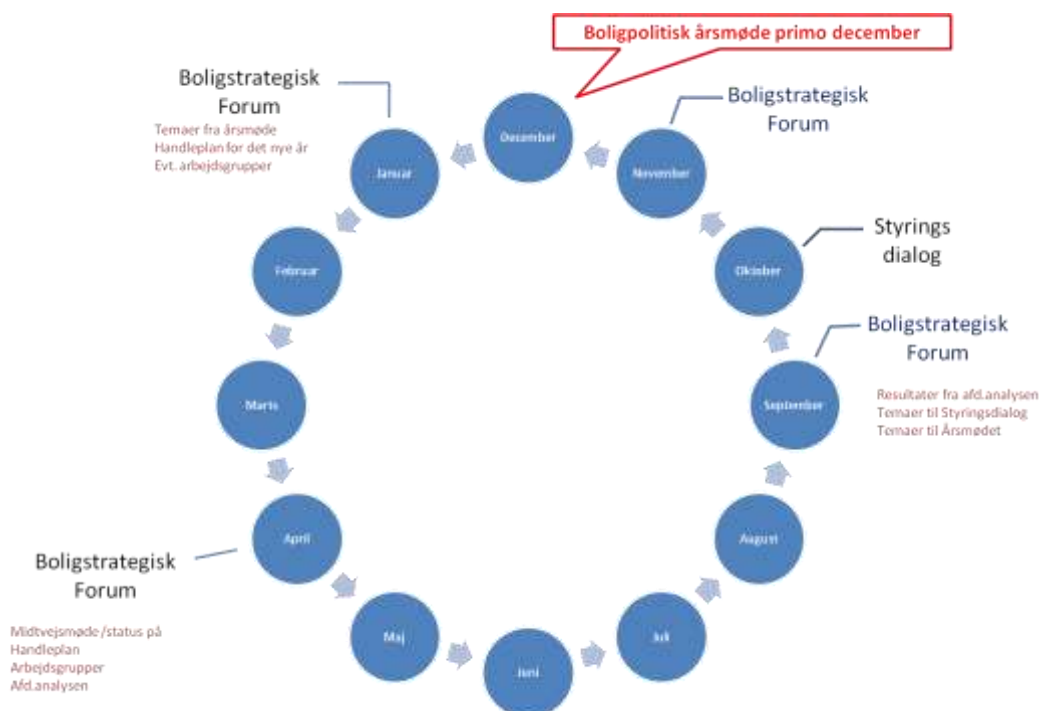 Boligpolitisk årsmøde primo december
Boligstrategisk
Forum
Temaer fra årsmøde
Handleplan for det nye år
Evt. arbejdsgrupper
Boligstrategisk
Forum
December
Januar
November
Styrings
dialog
Februar
Oktober
Boligstrategisk
Forum
Resultater fra afd.analysen
Temaer til Styringsdialog
Temaer til Årsmødet
Marts
September
April
August
Boligstrategisk
Forum
Midtvejsmøde/status på
Handleplan
Arbejdsgrupper
Afd.analysen
Maj
Juli
Juni